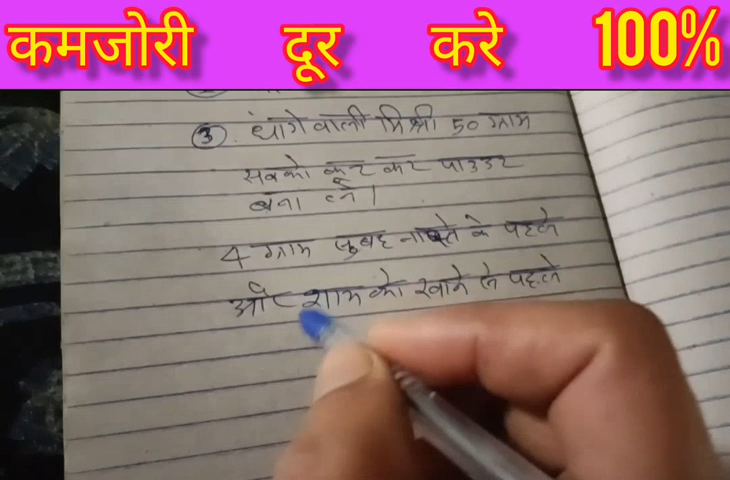 कमजोरी दूर करे 100%
③. धागेवाली मिश्री 50 ग्राम
सबको कूट कर पाउडर
बना ले।
4 ग्राम सुबह नास्ते के पहले
और शाम को खाने से पहले